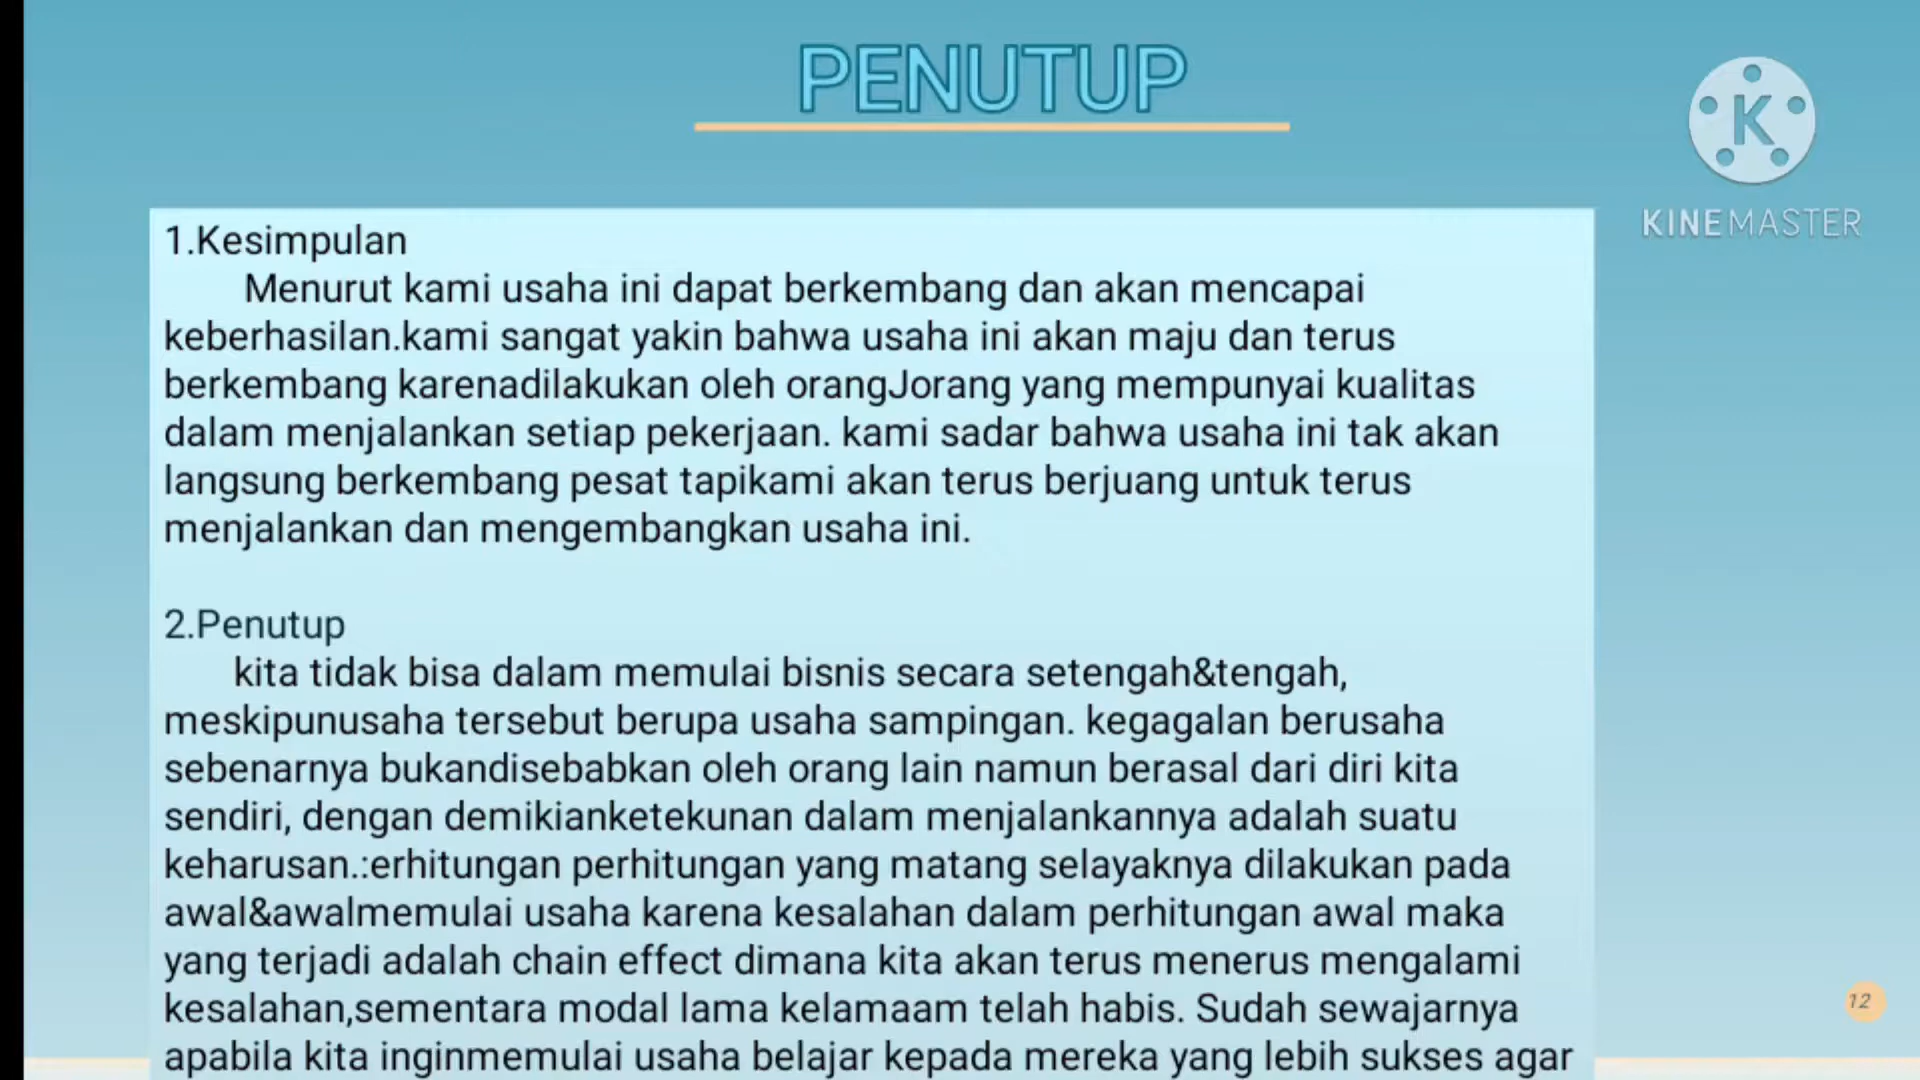 PENUTUP
K
KINEMASTER
1.Kesimpulan
Menurut kami usaha ini dapat berkembang dan akan mencapai
keberhasilan.kami sangat yakin bahwa usaha ini akan maju dan terus
berkembang karenadilakukan oleh orangJorang yang mempunyai kualitas
dalam menjalankan setiap pekerjaan. kami sadar bahwa usaha ini tak akan
langsung berkembang pesat tapikami akan terus berjuang untuk terus
menjalankan dan mengembangkan usaha ini.
2.Penutup
kita tidak bisa dalam memulai bisnis secara setengah&tengah,
meskipunusaha tersebut berupa usaha sampingan. kegagalan berusaha
sebenarnya bukandisebabkan oleh orang lain namun berasal dari diri kita
sendiri, dengan demikianketekunan dalam menjalankannya adalah suatu
keharusan.:erhitungan perhitungan yang matang selayaknya dilakukan pada
awal&awalmemulai usaha karena kesalahan dalam perhitungan awal maka
yang terjadi adalah chain effect dimana kita akan terus menerus mengalami
kesalahan,sementara modal lama kelamaam telah habis. Sudah sewajarnya
apabila kita inginmemulai usaha belajar kepada mereka yang lebih sukses agar
12